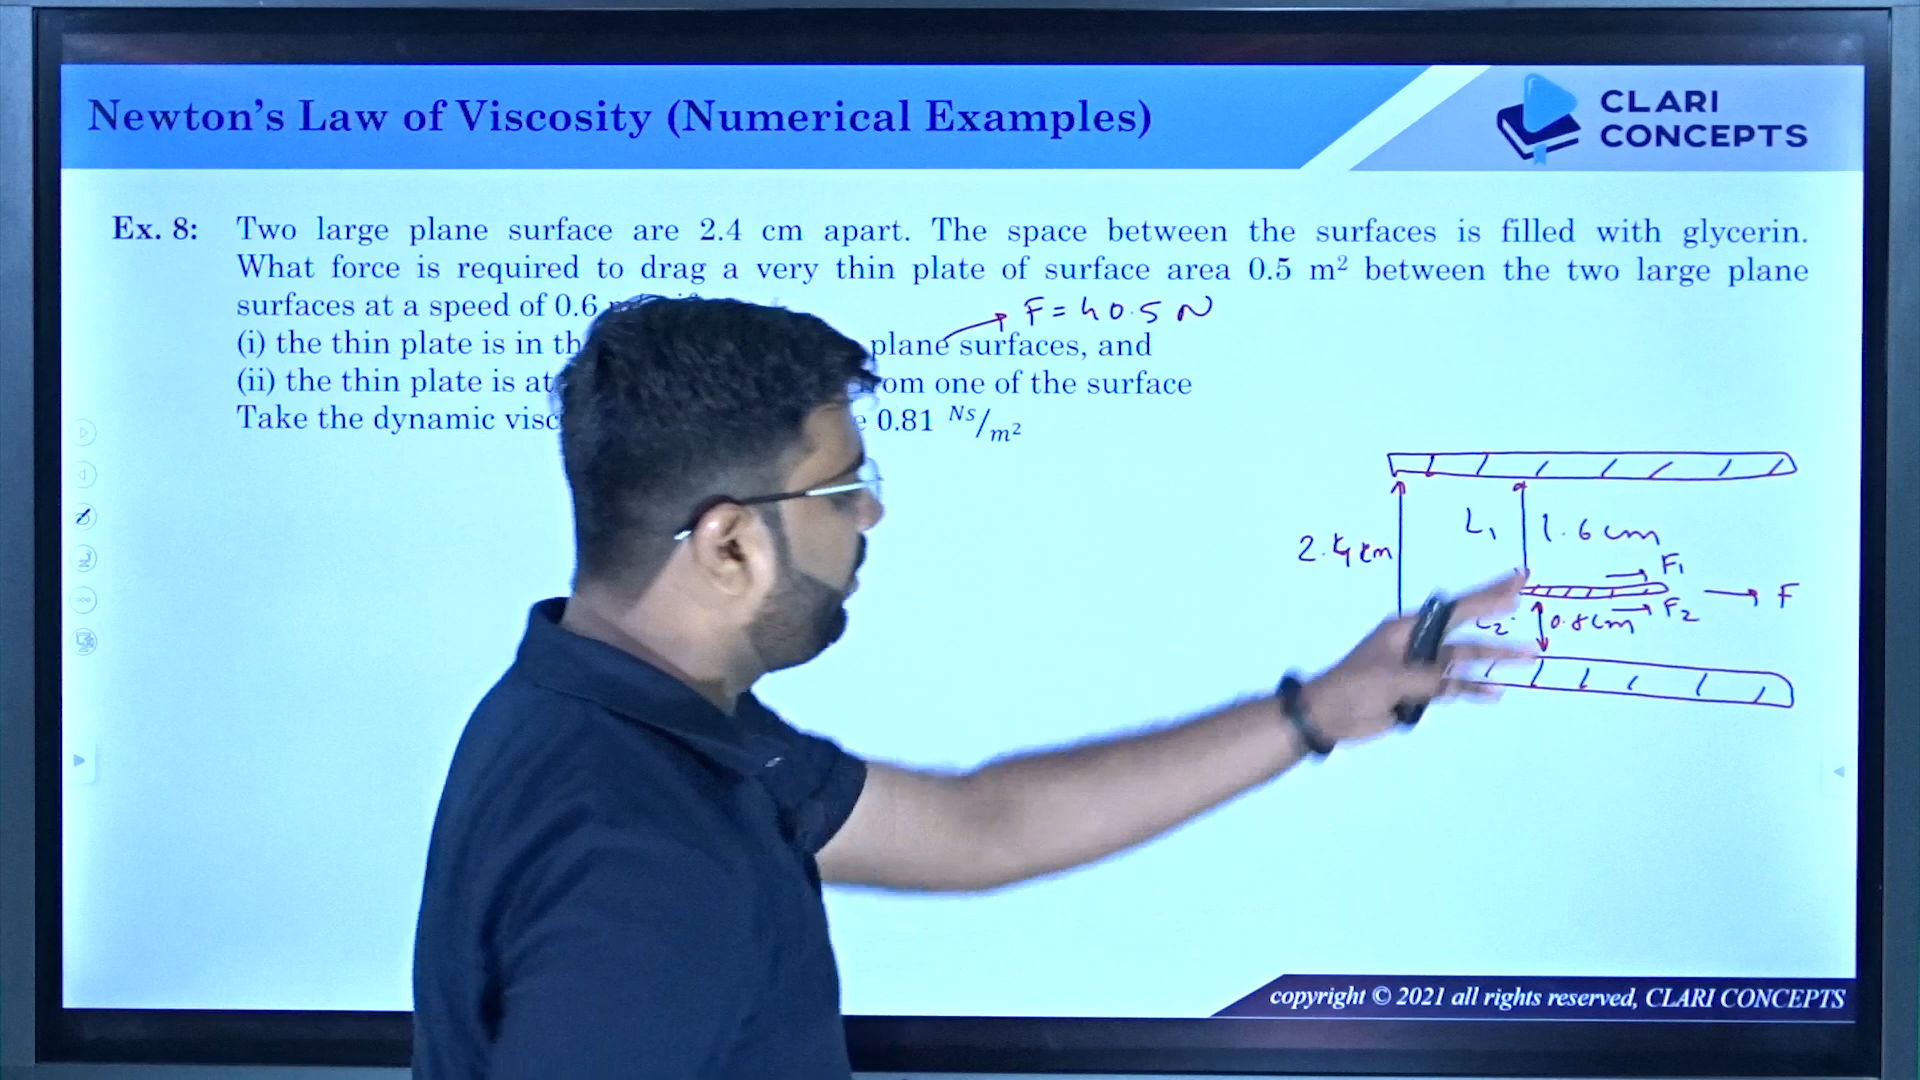 Newton's Law of Viscosity (Numerical Examples)
CLARI
CONCEPTS
Ex. 8: Two large plane surface are 2.4 cm apart. The space between the surfaces is filled with glycerin.
What force is required to drag a very thin plate of surface area 0.5 m² between the two large plane
surfaces at a speed of 0.6
F = 40.5 N
(i) the thin plate is in th plane surfaces, and
(ii) the thin plate is at om one of the surface
Take the dynamic visc 0.81 Ns/m²
2.4 cm
L₁ 1.6 cm
F₁
F
L₂ 0.8 cm F₂
copyright © 2021 all rights reserved, CLARI CONCEPTS